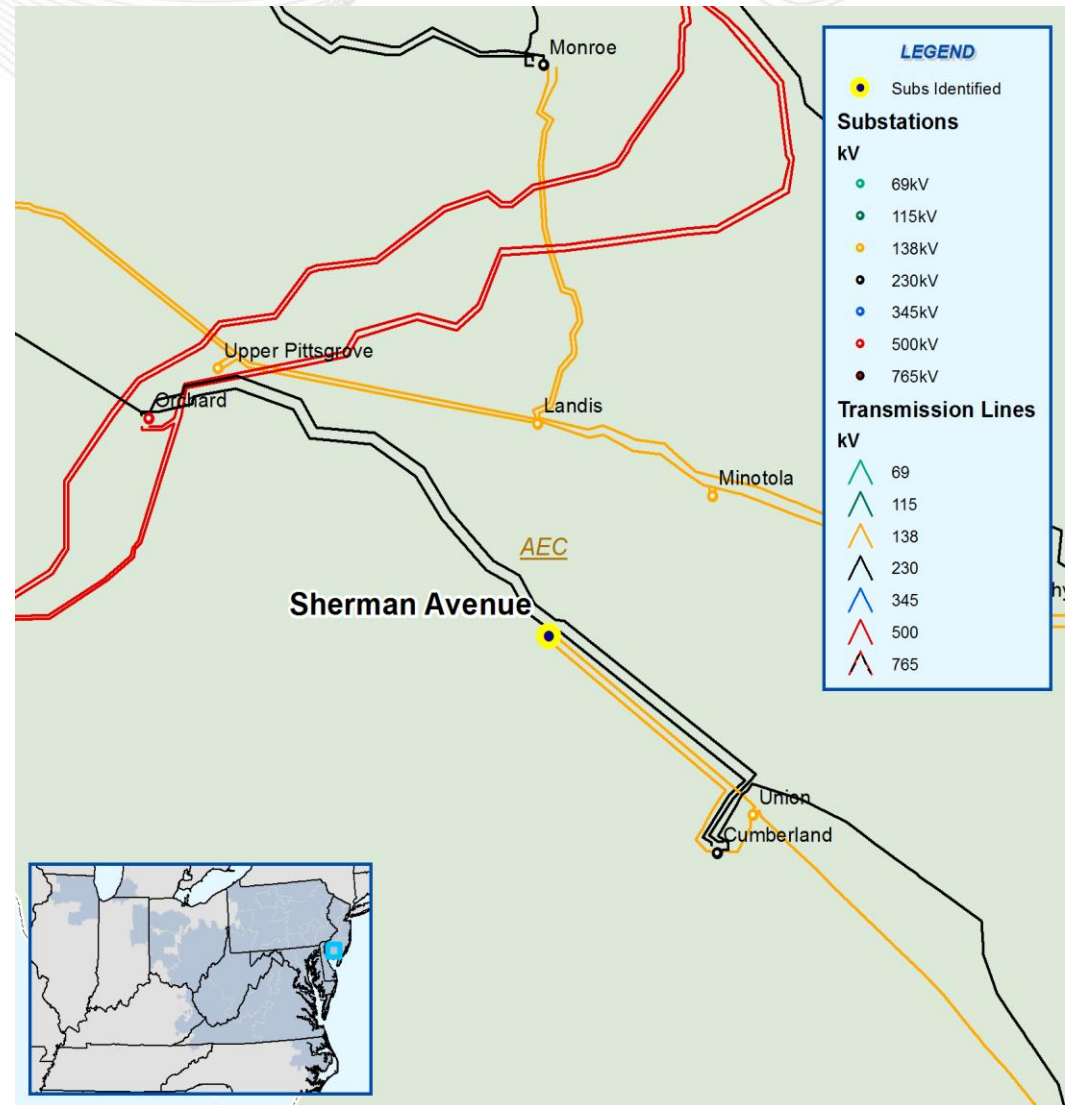 Monroe
Upper Pittsgrove
Orchard
Landis
Minotola
AEC
Sherman Avenue
Union
Cumberland
hy
LEGEND
Subs Identified
Substations
kV
69kV
115kV
138kV
230kV
345kV
500kV
765kV
Transmission Lines
kV
69
115
138
230
345
500
765